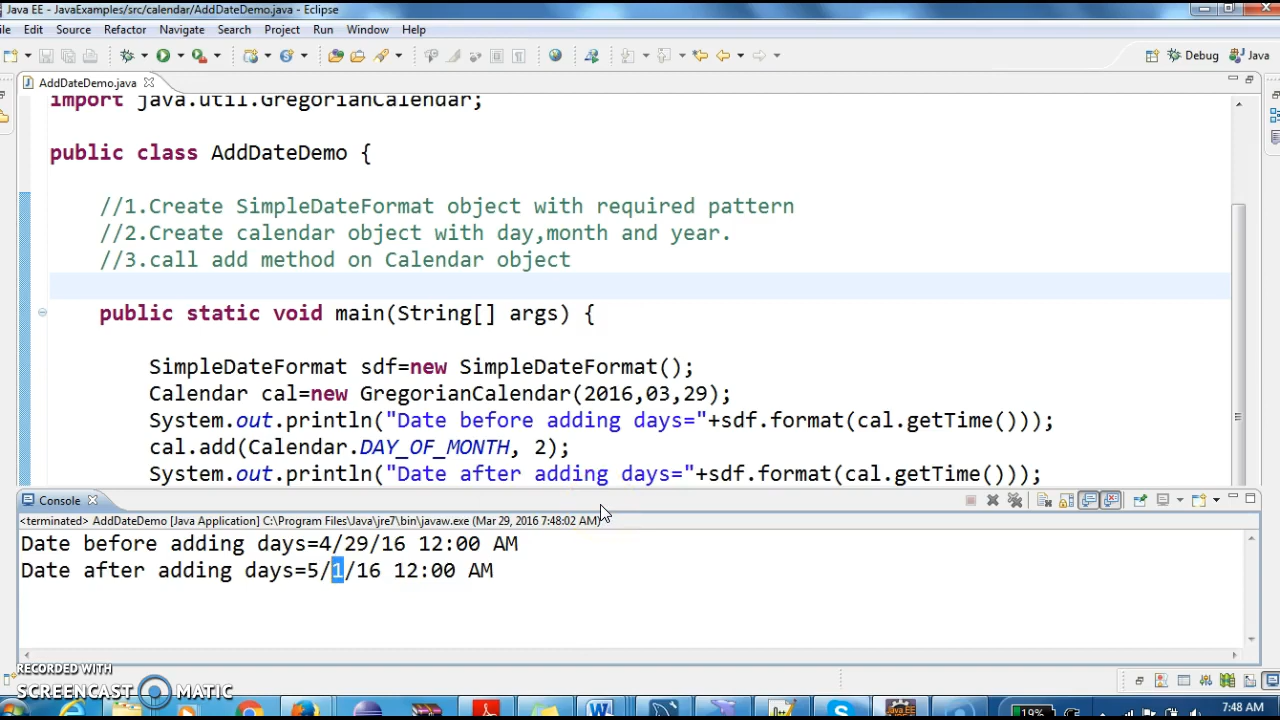 Java EE - JavaExamples/src/calendar/AddDateDemo.java - Eclipse
Edit Source Refactor Navigate Search Project Run Window Help
Debug Java
AddDateDemo.java
import java.util.GregorianCalendar;
public class AddDateDemo {
//1.Create SimpleDateFormat object with required pattern
//2.Create calendar object with day,month and year.
//3.call add method on Calendar object
public static void main(String[] args) {
SimpleDateFormat sdf=new SimpleDateFormat();
Calendar cal=new GregorianCalendar(2016,03,29);
System.out.println("Date before adding days="+sdf.format(cal.getTime()));
cal.add(Calendar.DAY_OF_MONTH, 2);
System.out.println("Date after adding days="+sdf.format(cal.getTime()));
Console
<terminated> AddDateDemo [Java Application] C:\Program Files\Java\jre7\bin\javaw.exe (Mar 29, 2016 7:48:02 AM)
Date before adding days=4/29/16 12:00 AM
Date after adding days=5/1/16 12:00 AM
RECORDED WITH
SCREENCAST MATIC
19%
7:48 AM